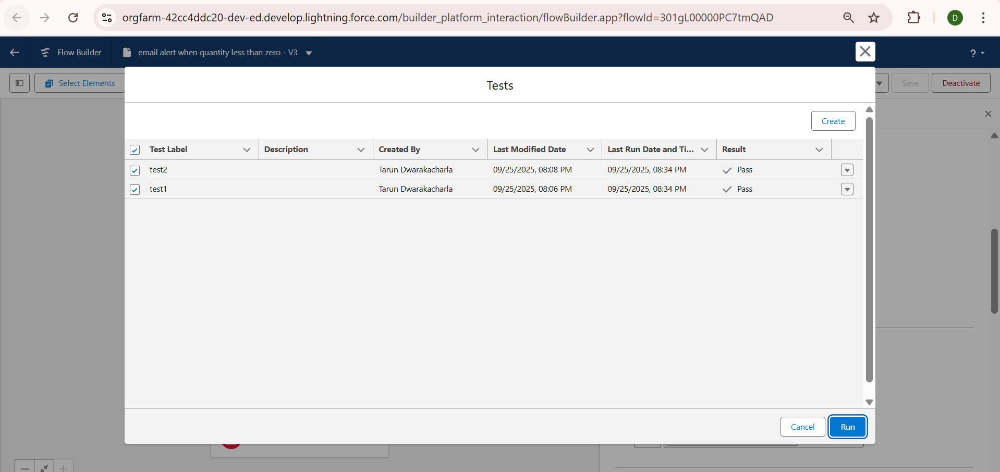 orgfarm-42cc4ddc20-dev-ed.develop.lightning.force.com/builder_platform_interaction/flowBuilder.app?flowId=301gL00000PC7tmQAD
D
Flow Builder
email alert when quantity less than zero - V3
?
Select Elements
Save
Deactivate
Tests
Create
Test Label Description Created By Last Modified Date Last Run Date and Ti... Result
test2 Tarun Dwarakacharla 09/25/2025, 08:08 PM 09/25/2025, 08:34 PM Pass
test1 Tarun Dwarakacharla 09/25/2025, 08:06 PM 09/25/2025, 08:34 PM Pass
Cancel Run